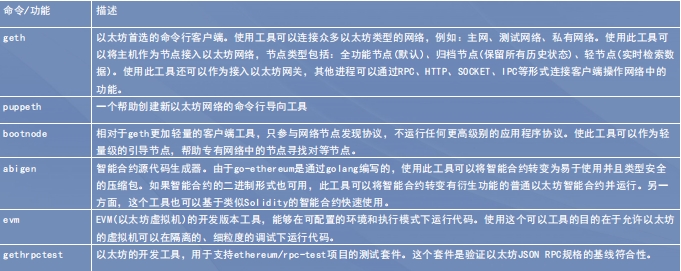 命令/功能 描述
geth 以太坊首选的命令行客户端。使用工具可以连接众多以太坊类型的网络，例如：主网、测试网络、私有网络。使用此工具可
以将主机作为节点接入以太坊网络，节点类型包括：全功能节点(默认)、归档节点(保留所有历史状态)、轻节点(实时检索数
据)。使用此工具还可以作为接入以太坊网关，其他进程可以通过RPC、HTTP、SOCKET、IPC等形式连接客户端操作网络中的
功能。
puppeth 一个帮助创建新以太坊网络的命令行导向工具
bootnode 相对于geth更加轻量的客户端工具，只参与网络节点发现协议，不运行任何更高级别的应用程序协议。使此工具可以作为轻
量级的引导节点，帮助专有网络中的节点寻找对等节点。
abigen 智能合约源代码生成器。由于go-ethereum是通过golang编写的，使用此工具可以将智能合约转变为易于使用并且类型安全
的压缩包。如果智能合约的二进制形式也可用，此工具可以将智能合约转变有衍生功能的普通以太坊智能合约并运行。另一
方面，这个工具也可以基于类似Solidity的智能合约快速使用。
evm EVM(以太坊虚拟机)的开发版本工具，能够在可配置的环境和执行模式下运行代码。使用这个可以工具的目的在于允许以太坊
的虚拟机可以在隔离的、细粒度的调试下运行代码。
gethrpctest 以太坊的开发工具，用于支持ethereum/rpc-test项目的测试套件。这个套件是验证以太坊JSON RPC规格的基线符合性。